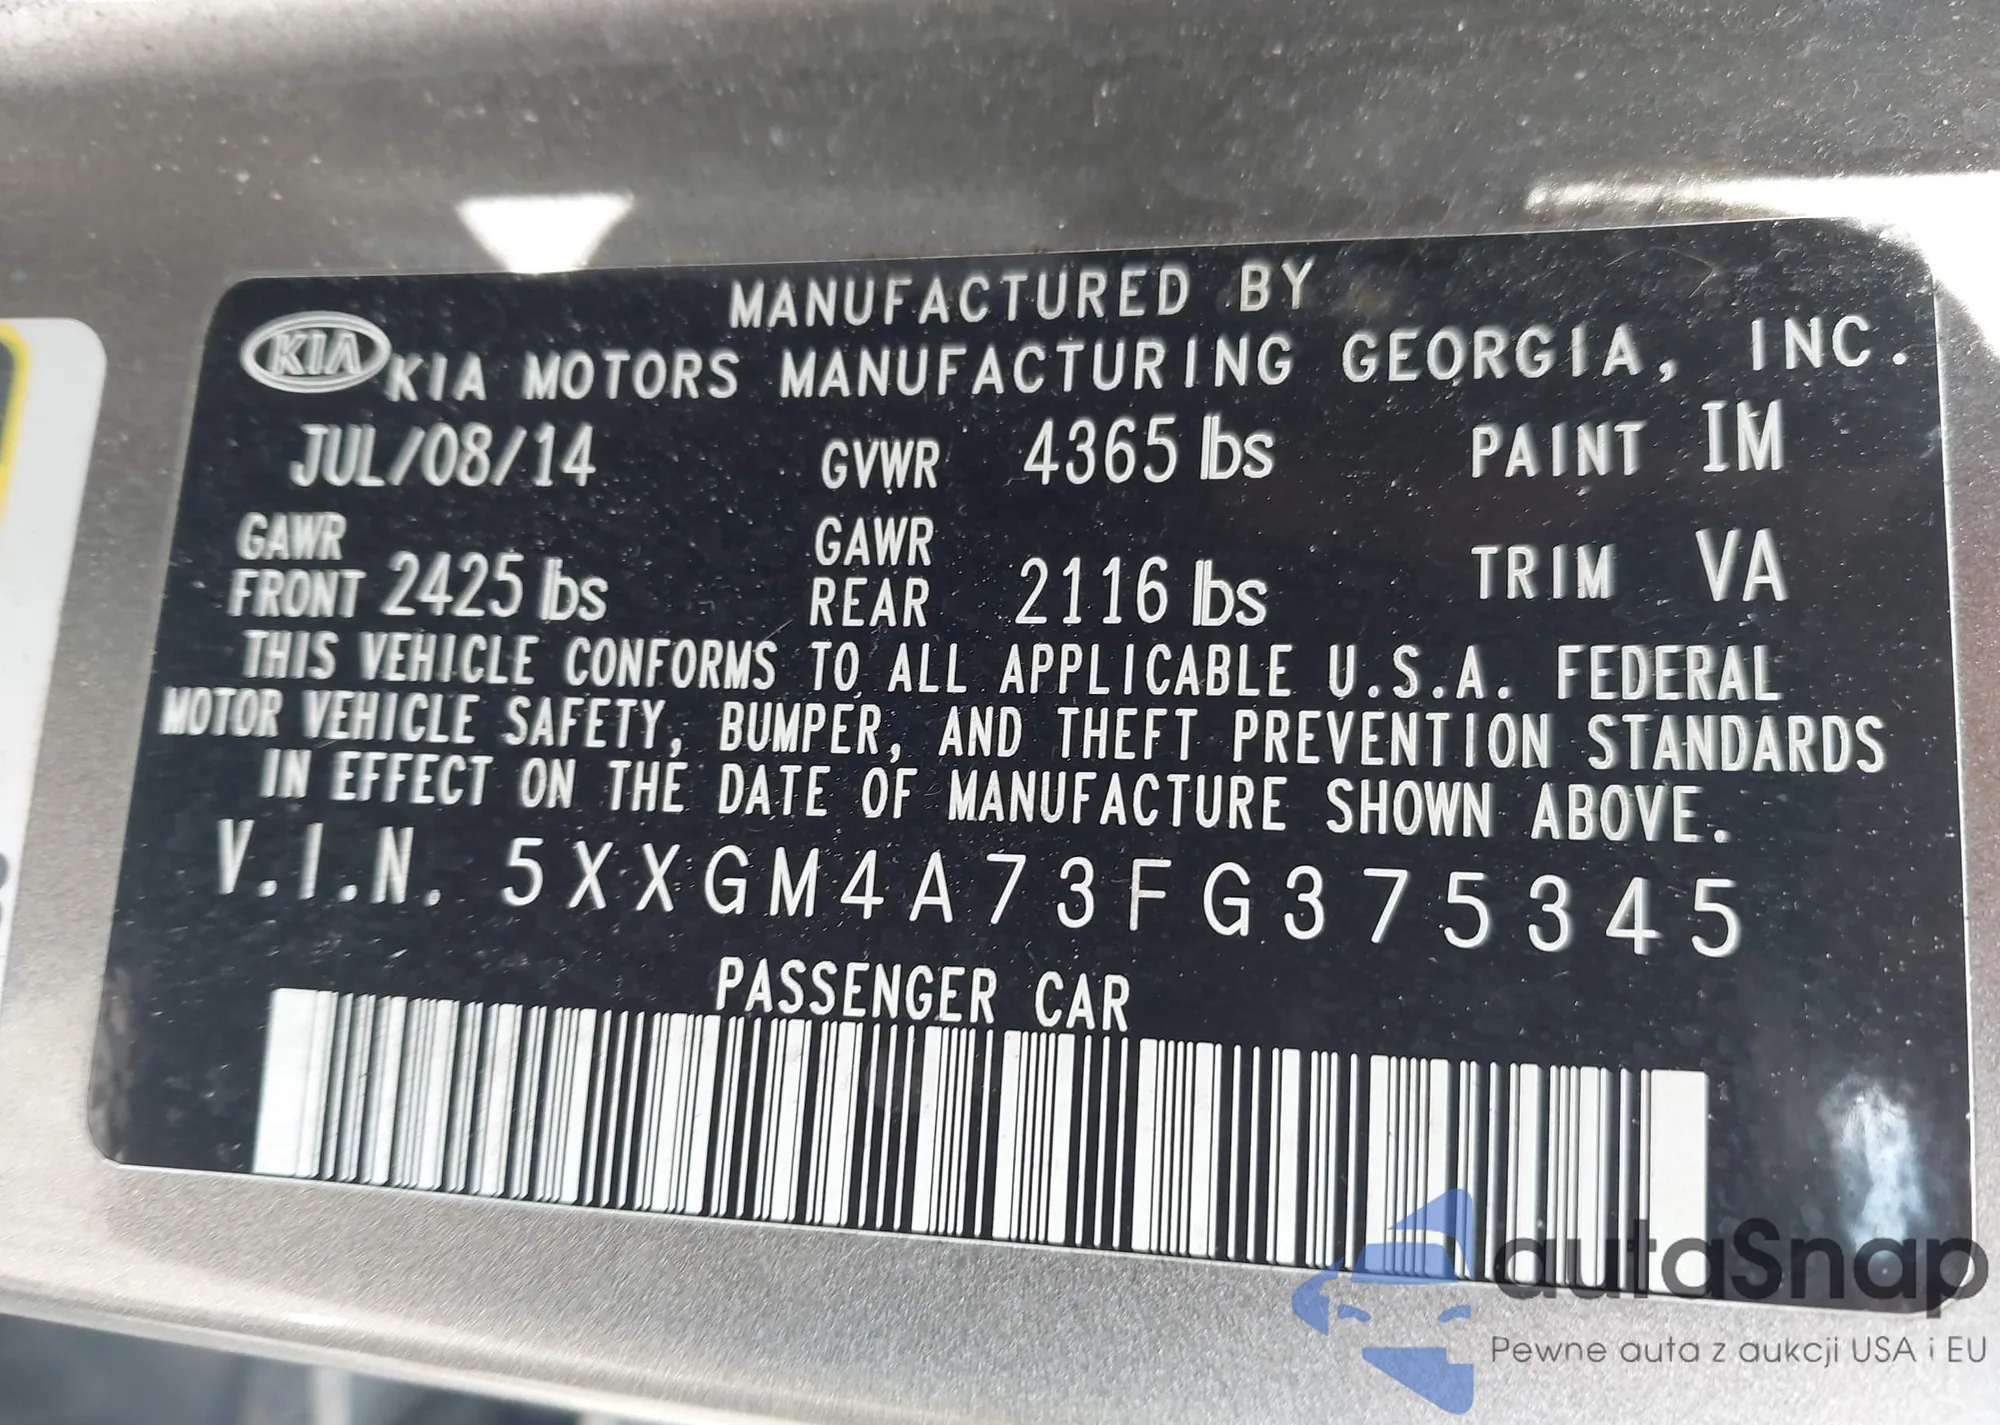 MANUFACTURED BY
KIA KIA MOTORS MANUFACTURING GEORGIA, INC.
JUL/08/14 GVWR 4365 lbs PAINT IM
GAWR FRONT 2425 lbs GAWR REAR 2116 lbs TRIM VA
THIS VEHICLE CONFORMS TO ALL APPLICABLE U.S.A. FEDERAL
MOTOR VEHICLE SAFETY, BUMPER, AND THEFT PREVENTION STANDARDS
IN EFFECT ON THE DATE OF MANUFACTURE SHOWN ABOVE.
V.I.N. 5XXGM4A73FG375345
PASSENGER CAR
autaSnap
Pewne auta z aukcji USA i EU